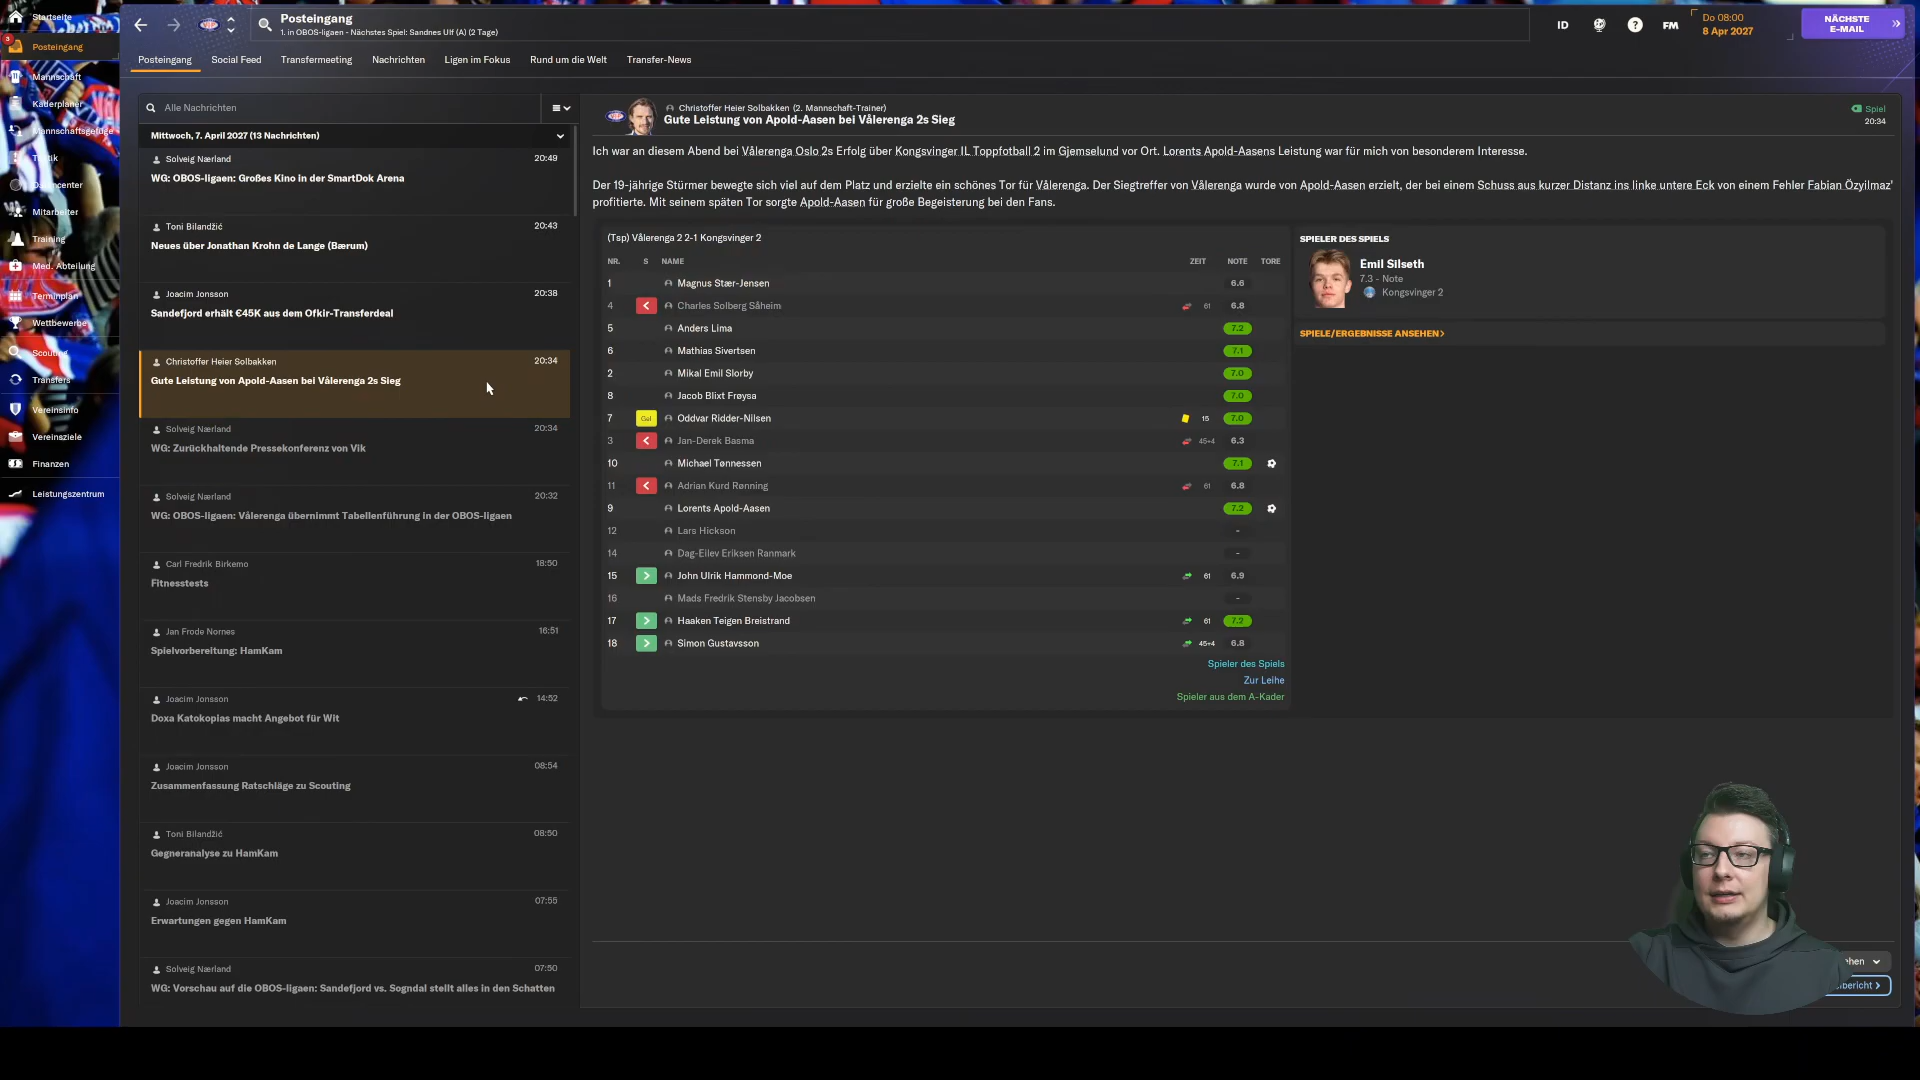 Startseite
Posteingang
Mannschaft
Kaderplaner
Mannschaftsgefüge
Taktik
Datencenter
Mitarbeiter
Training
Med. Abteilung
Terminplan
Wettbewerbe
Scouting
Transfers
Vereinsinfo
Vereinsziele
Finanzen
Leistungszentrum
Posteingang
1. in OBOS-ligaen - Nächstes Spiel: Sandnes Ulf (A) (2 Tage)
ID
FM
Do 08:00
8 Apr 2027
NÄCHSTE
E-MAIL
Posteingang Social Feed Transfermeeting Nachrichten Ligen im Fokus Rund um die Welt Transfer-News
Alle Nachrichten
Mittwoch, 7. April 2027 (13 Nachrichten)
Solveig Nærland 20:49
WG: OBOS-ligaen: Großes Kino in der SmartDok Arena
Toni Bilandžić 20:43
Neues über Jonathan Krohn de Lange (Bærum)
Joacim Jonsson 20:38
Sandefjord erhält €45K aus dem Ofkir-Transferdeal
Christoffer Heier Solbakken 20:34
Gute Leistung von Apold-Aasen bei Vålerenga 2s Sieg
Solveig Nærland 20:34
WG: Zurückhaltende Pressekonferenz von Vik
Solveig Nærland 20:32
WG: OBOS-ligaen: Vålerenga übernimmt Tabellenführung in der OBOS-ligaen
Carl Fredrik Birkemo 18:50
Fitnesstests
Jan Frode Nornes 16:51
Spielvorbereitung: HamKam
Joacim Jonsson 14:52
Doxa Katokopias macht Angebot für Wit
Joacim Jonsson 08:54
Zusammenfassung Ratschläge zu Scouting
Toni Bilandžić 08:50
Gegneranalyse zu HamKam
Joacim Jonsson 07:55
Erwartungen gegen HamKam
Solveig Nærland 07:50
WG: Vorschau auf die OBOS-ligaen: Sandefjord vs. Sogndal stellt alles in den Schatten
Christoffer Heier Solbakken (2. Mannschaft-Trainer)
Gute Leistung von Apold-Aasen bei Vålerenga 2s Sieg
Spiel
20:34
Ich war an diesem Abend bei Vålerenga Oslo 2s Erfolg über Kongsvinger IL Toppfotball 2 im Gjemselund vor Ort. Lorents Apold-Aasens Leistung war für mich von besonderem Interesse.
Der 19-jährige Stürmer bewegte sich viel auf dem Platz und erzielte ein schönes Tor für Vålerenga. Der Siegtreffer von Vålerenga wurde von Apold-Aasen erzielt, der bei einem Schuss aus kurzer Distanz ins linke untere Eck von einem Fehler Fabian Özyilmaz'
profitierte. Mit seinem späten Tor sorgte Apold-Aasen für große Begeisterung bei den Fans.
(Tsp) Vålerenga 2 2-1 Kongsvinger 2
NR. S NAME ZEIT NOTE TORE
1 Magnus Stær-Jensen 6.6
4 Charles Solberg Såheim 61 6.8
5 Anders Lima 7.2
6 Mathias Sivertsen 7.1
2 Mikal Emil Slorby 7.0
8 Jacob Blixt Frøysa 7.0
7 Gel Oddvar Ridder-Nilsen 15 7.0
3 Jan-Derek Basma 45+4 6.3
10 Michael Tønnessen 7.1
11 Adrian Kurd Rønning 61 6.8
9 Lorents Apold-Aasen 7.2
12 Lars Hickson -
14 Dag-Eilev Eriksen Ranmark -
15 John Ulrik Hammond-Moe 61 6.9
16 Mads Fredrik Stensby Jacobsen -
17 Haaken Teigen Breistrand 61 7.2
18 Simon Gustavsson 45+4 6.8
Spieler des Spiels
Zur Leihe
Spieler aus dem A-Kader
SPIELER DES SPIELS
Emil Silseth
7.3 - Note
Kongsvinger 2
SPIELE/ERGEBNISSE ANSEHEN>